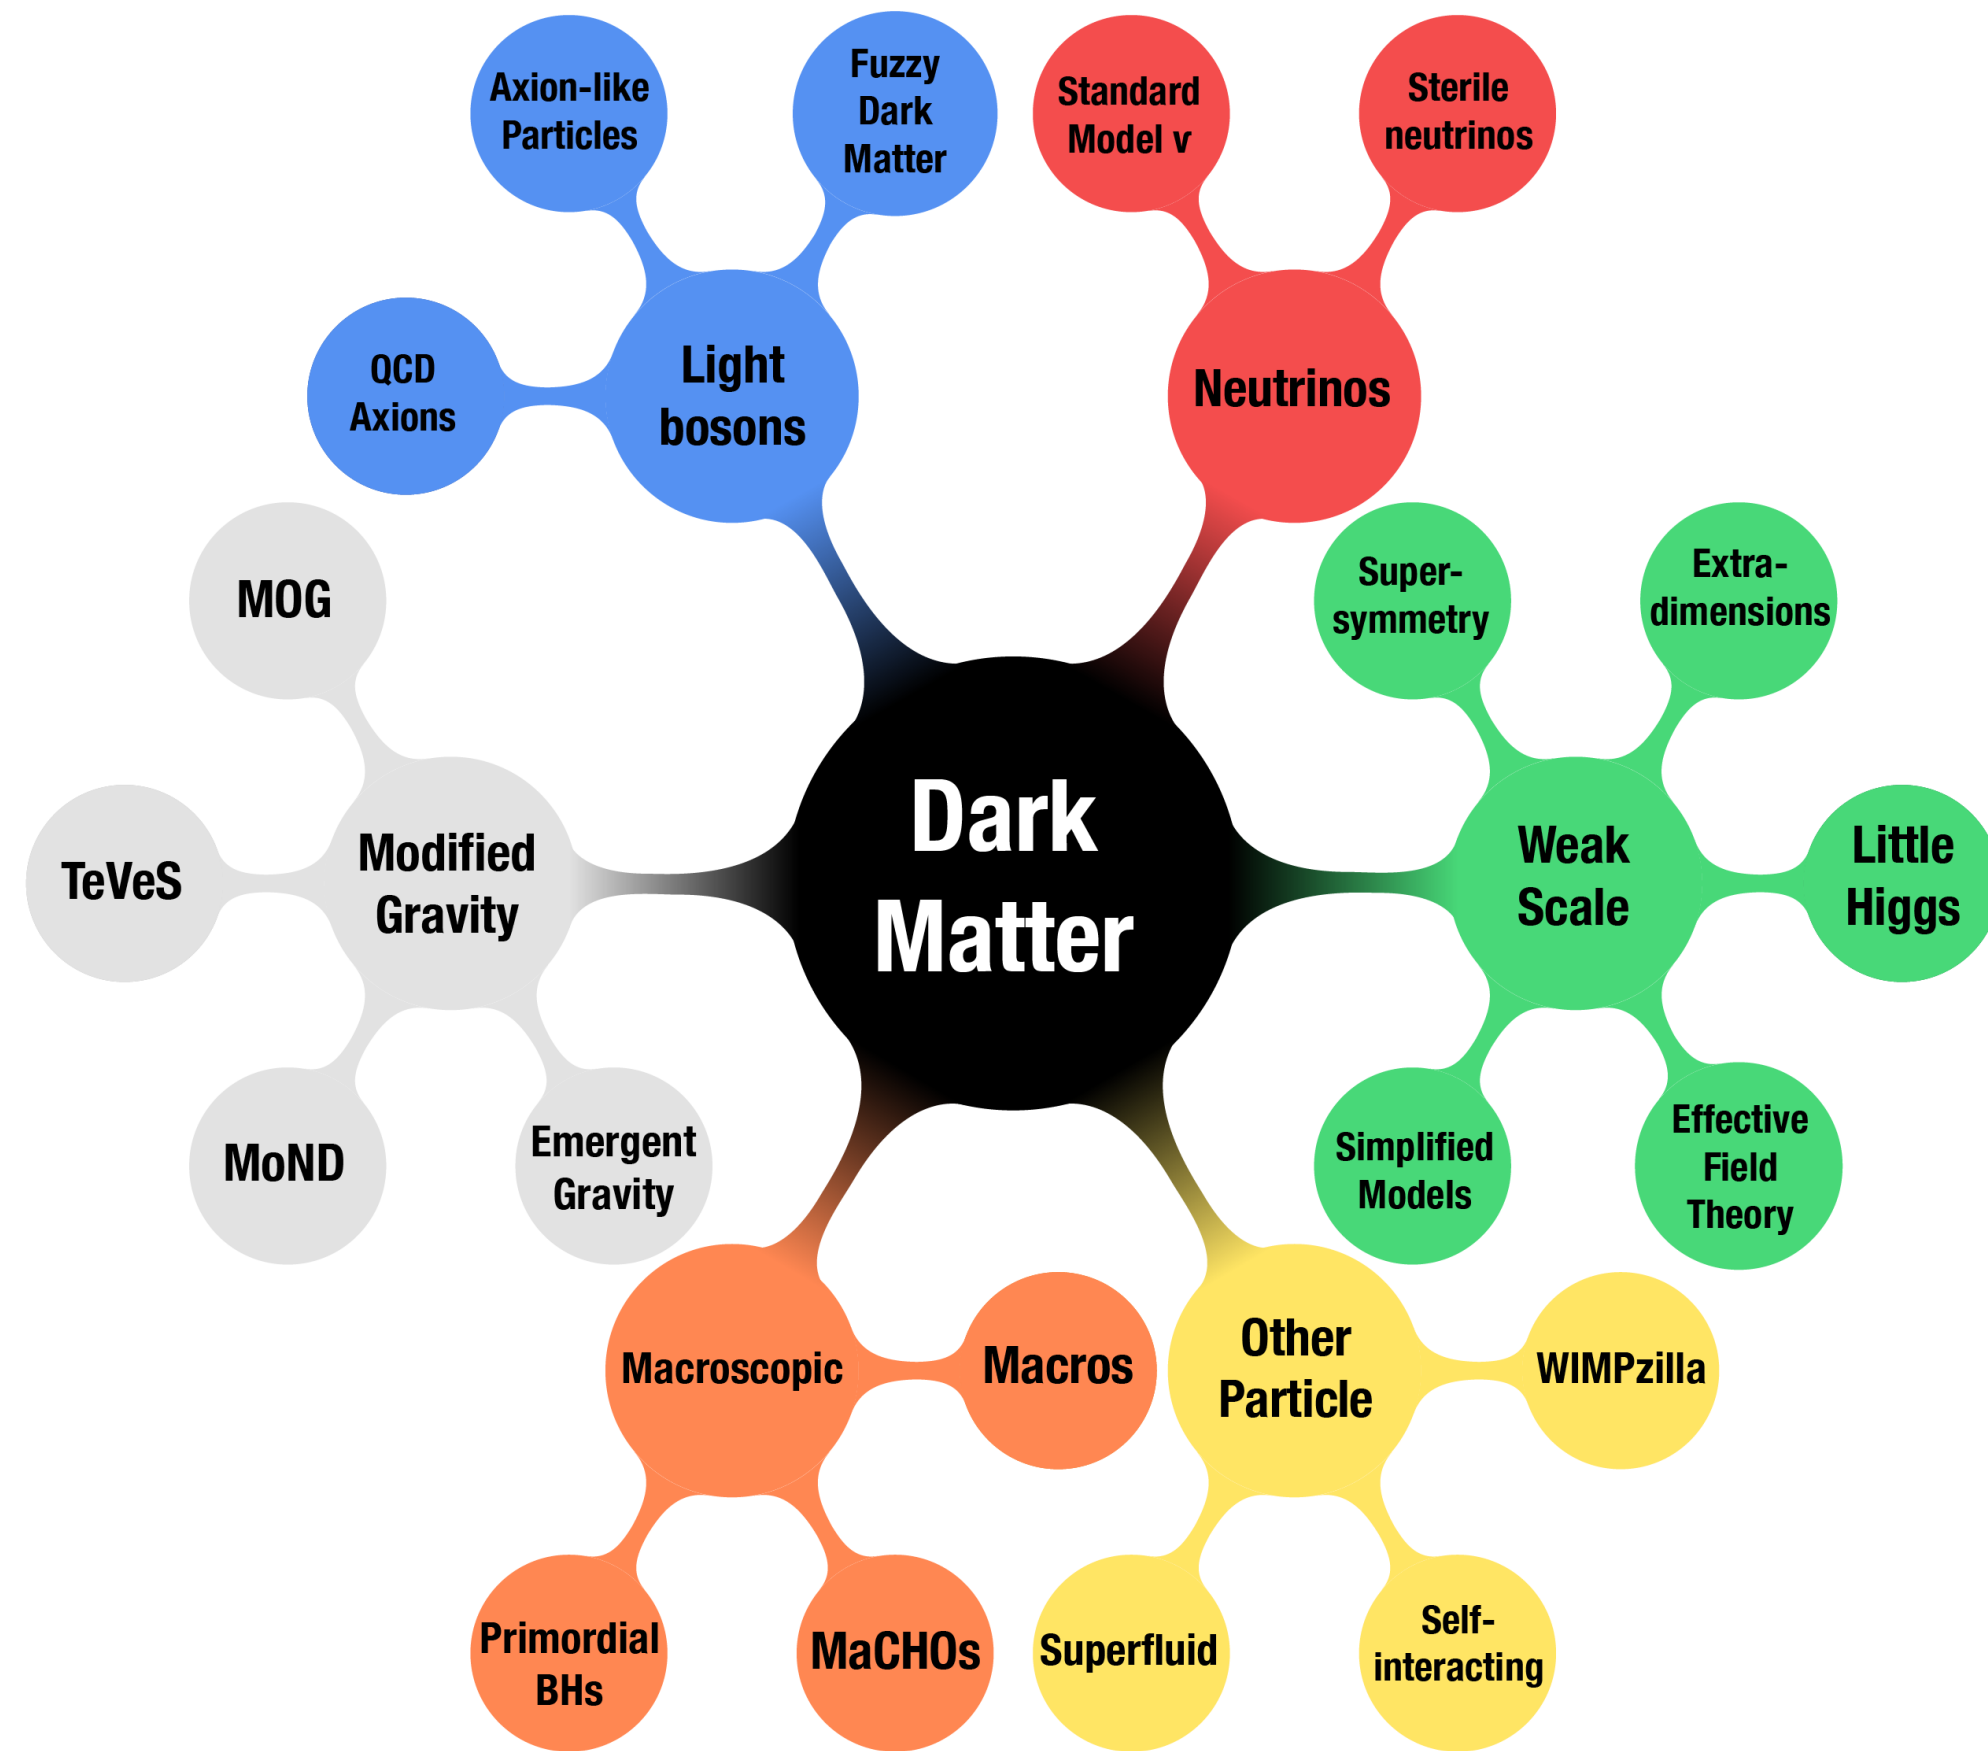 Axion-like
Particles
Fuzzy
Dark
Matter
Standard
Model ν
Sterile
neutrinos
QCD
Axions
Light
bosons
Neutrinos
MOG
Super-
symmetry
Extra-
dimensions
TeVeS
Modified
Gravity
Dark
Matter
Weak
Scale
Little
Higgs
MoND
Emergent
Gravity
Simplified
Models
Effective
Field
Theory
Macroscopic
Macros
Other
Particle
WIMPzilla
Primordial
BHs
MaCHOs
Superfluid
Self-
interacting